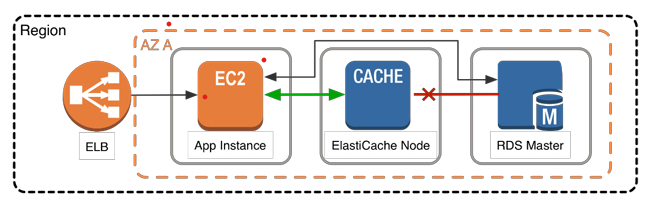 Region
AZ A
EC2
CACHE
M
ELB
App Instance
ElastiCache Node
RDS Master